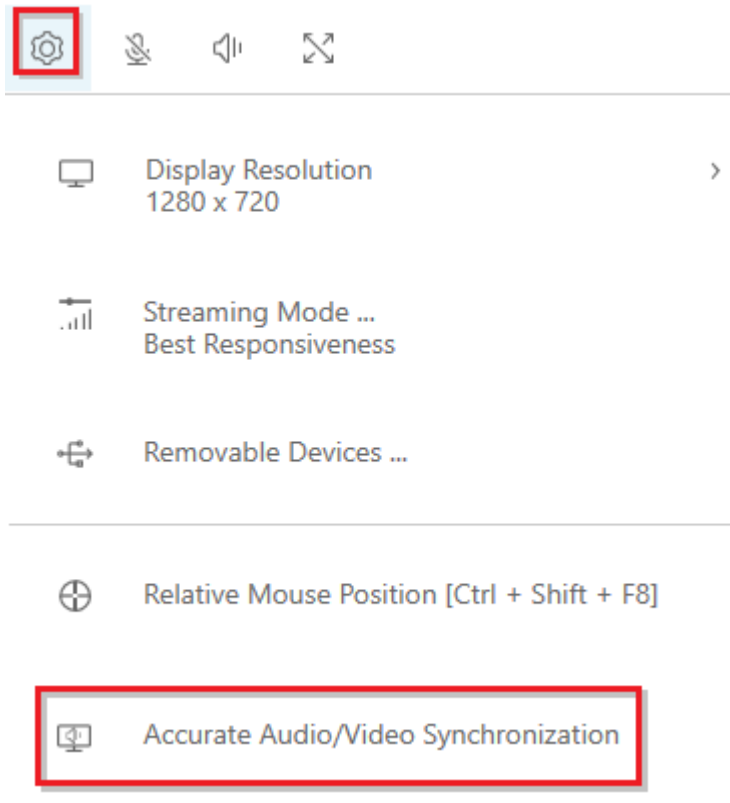 Display Resolution
1280 x 720
Streaming Mode ...
Best Responsiveness
Removable Devices ...
Relative Mouse Position [Ctrl + Shift + F8]
Accurate Audio/Video Synchronization